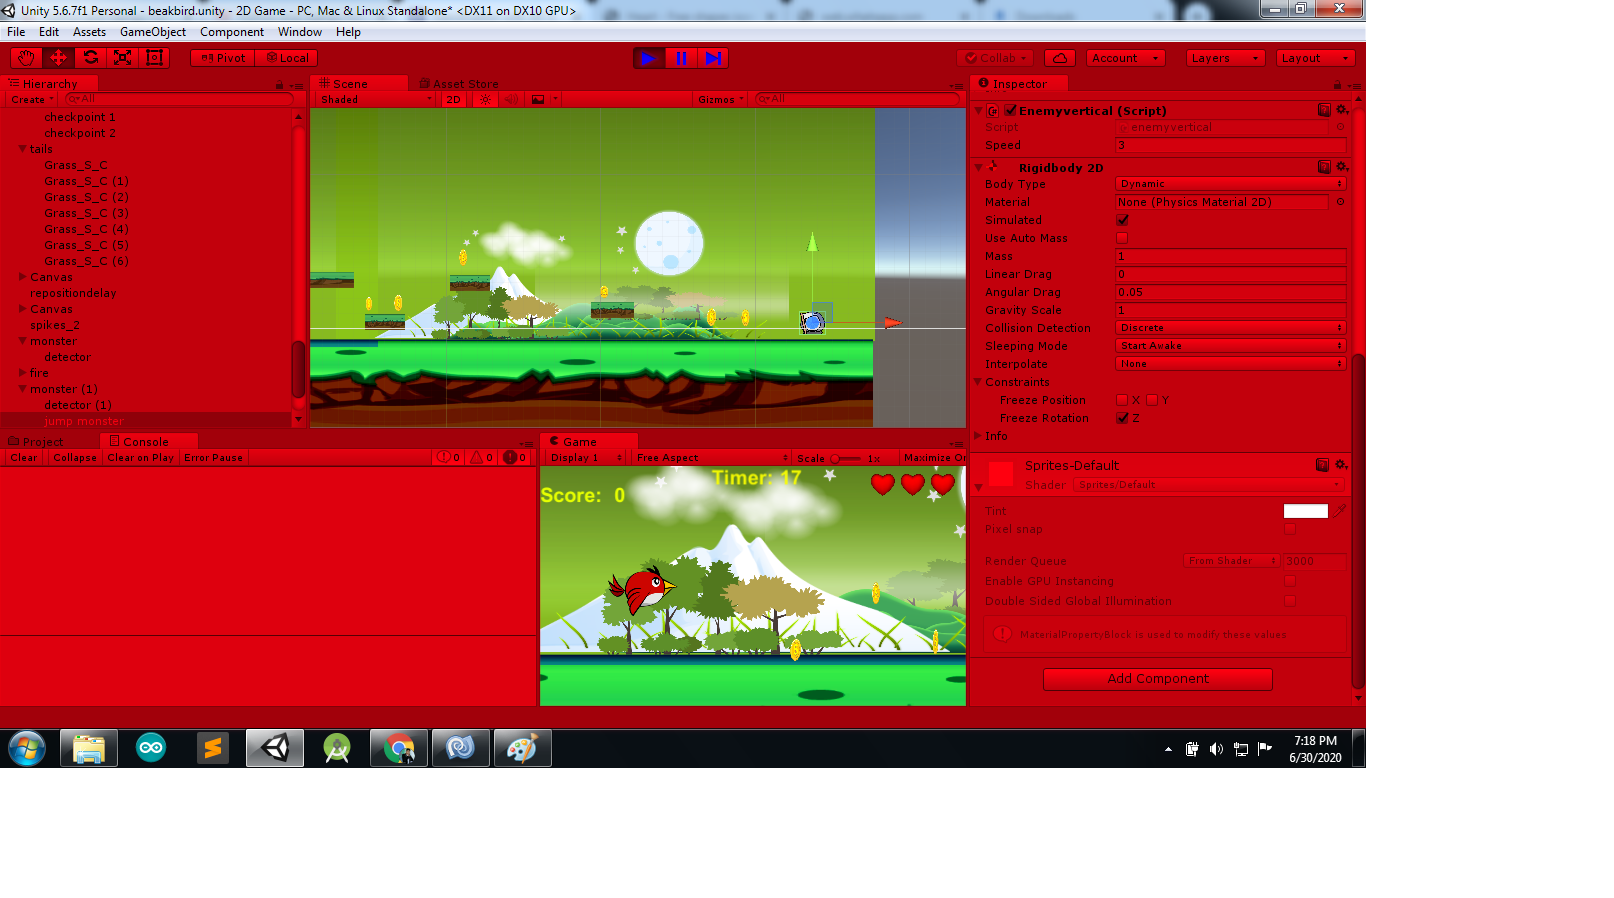 Unity 5.6.7f1 Personal - beakbird.unity - 2D Game - PC, Mac & Linux Standalone* <DX11 on DX10 GPU>
File Edit Assets GameObject Component Window Help
Pivot Local Collab Account Layers Layout
Hierarchy
Create All
checkpoint 1
checkpoint 2
tails
Grass_S_C
Grass_S_C (1)
Grass_S_C (2)
Grass_S_C (3)
Grass_S_C (4)
Grass_S_C (5)
Grass_S_C (6)
Canvas
repositiondelay
Canvas
spikes_2
monster
detector
fire
monster (1)
detector (1)
jump monster
Scene Asset Store
Shaded 2D Gizmos All
Inspector
Enemyvertical (Script)
Script enemyvertical
Speed 3
Rigidbody 2D
Body Type Dynamic
Material None (Physics Material 2D)
Simulated
Use Auto Mass
Mass 1
Linear Drag 0
Angular Drag 0.05
Gravity Scale 1
Collision Detection Discrete
Sleeping Mode Start Awake
Interpolate None
Constraints
Freeze Position X Y
Freeze Rotation Z
Info
Sprites-Default
Shader Sprites/Default
Tint
Pixel snap
Render Queue From Shader 3000
Enable GPU Instancing
Double Sided Global Illumination
MaterialPropertyBlock is used to modify these values
Add Component
Project Console
Clear Collapse Clear on Play Error Pause 0 0 0
Game
Display 1 Free Aspect Scale 1x Maximize On
Timer: 17
Score: 0
7:18 PM
6/30/2020